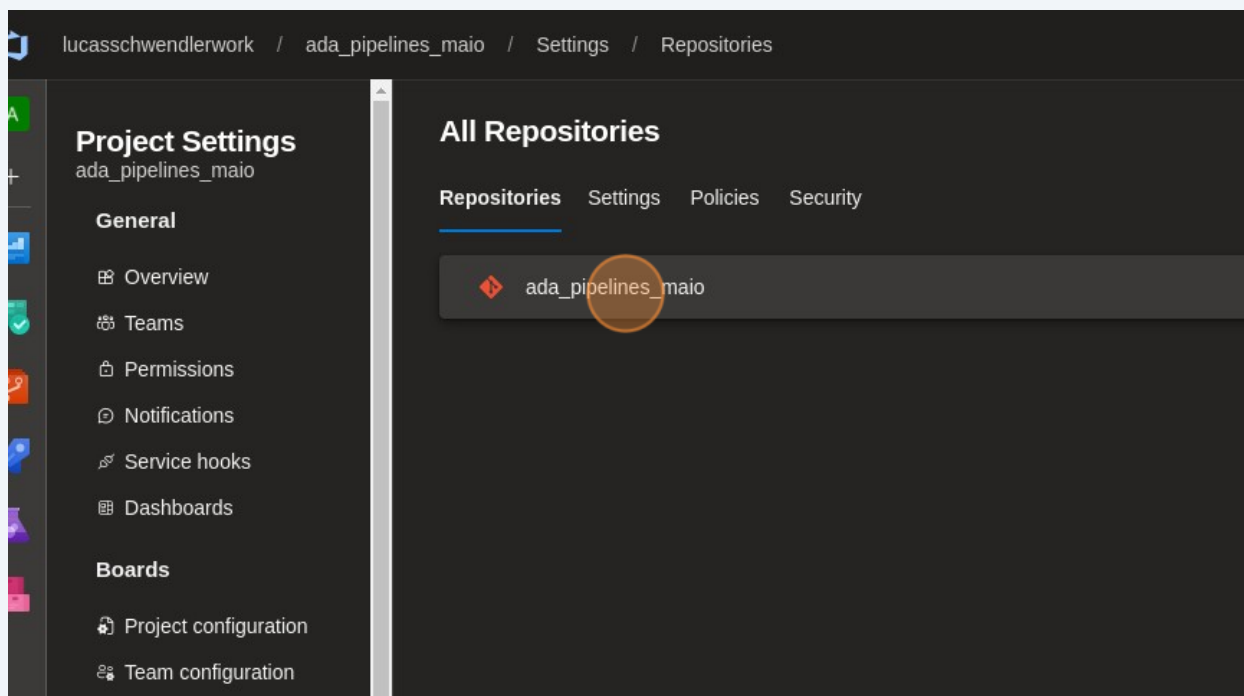 lucasschwendlerwork / ada_pipelines_maio / Settings / Repositories
A
Project Settings
ada_pipelines_maio
General
Overview
Teams
Permissions
Notifications
Service hooks
Dashboards
Boards
Project configuration
Team configuration
All Repositories
Repositories Settings Policies Security
ada_pipelines_maio